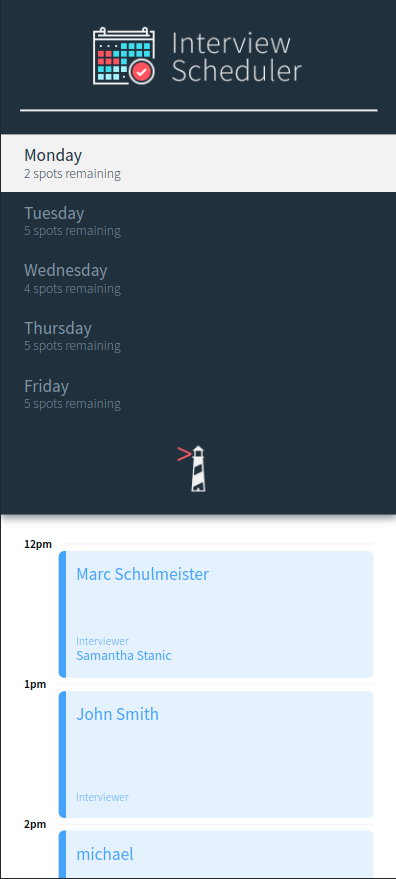 Interview
Scheduler
Monday
2 spots remaining
Tuesday
5 spots remaining
Wednesday
4 spots remaining
Thursday
5 spots remaining
Friday
5 spots remaining
12pm
Marc Schulmeister
Interviewer
Samantha Stanic
1pm
John Smith
Interviewer
2pm
michael